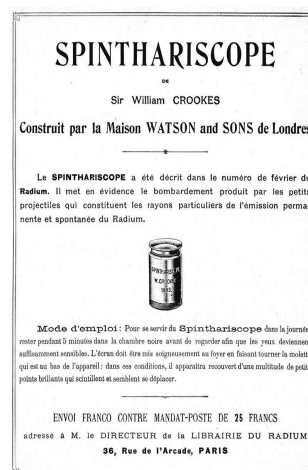 SPINTHARISCOPE
DE
Sir William CROOKES
Construit par la Maison WATSON and SONS de Londres
Le SPINTHARISCOPE a été décrit dans le numéro de février du
Radium. Il met en évidence le bombardement produit par les petits
projectiles qui constituent les rayons particuliers de l'émission perma-
nente et spontanée du Radium.
SPINTHARISCOPE
W. CROOKES
Mode d'emploi: Pour se servir du Spinthariscope dans la journée
rester pendant 5 minutes dans la chambre noire avant de regarder afin que les yeux deviennent
suffisamment sensibles. L'écran doit être mis soigneusement au foyer en faisant tourner la molette
qui est au bas de l'appareil: dans ces conditions, il apparaîtra recouvert d'une multitude de petits
points brillants qui scintillent et semblent se déplacer.
ENVOI FRANCO CONTRE MANDAT-POSTE DE 25 FRANCS
adressé à M. le DIRECTEUR de la LIBRAIRIE DU RADIUM
36, Rue de l'Arcade, PARIS